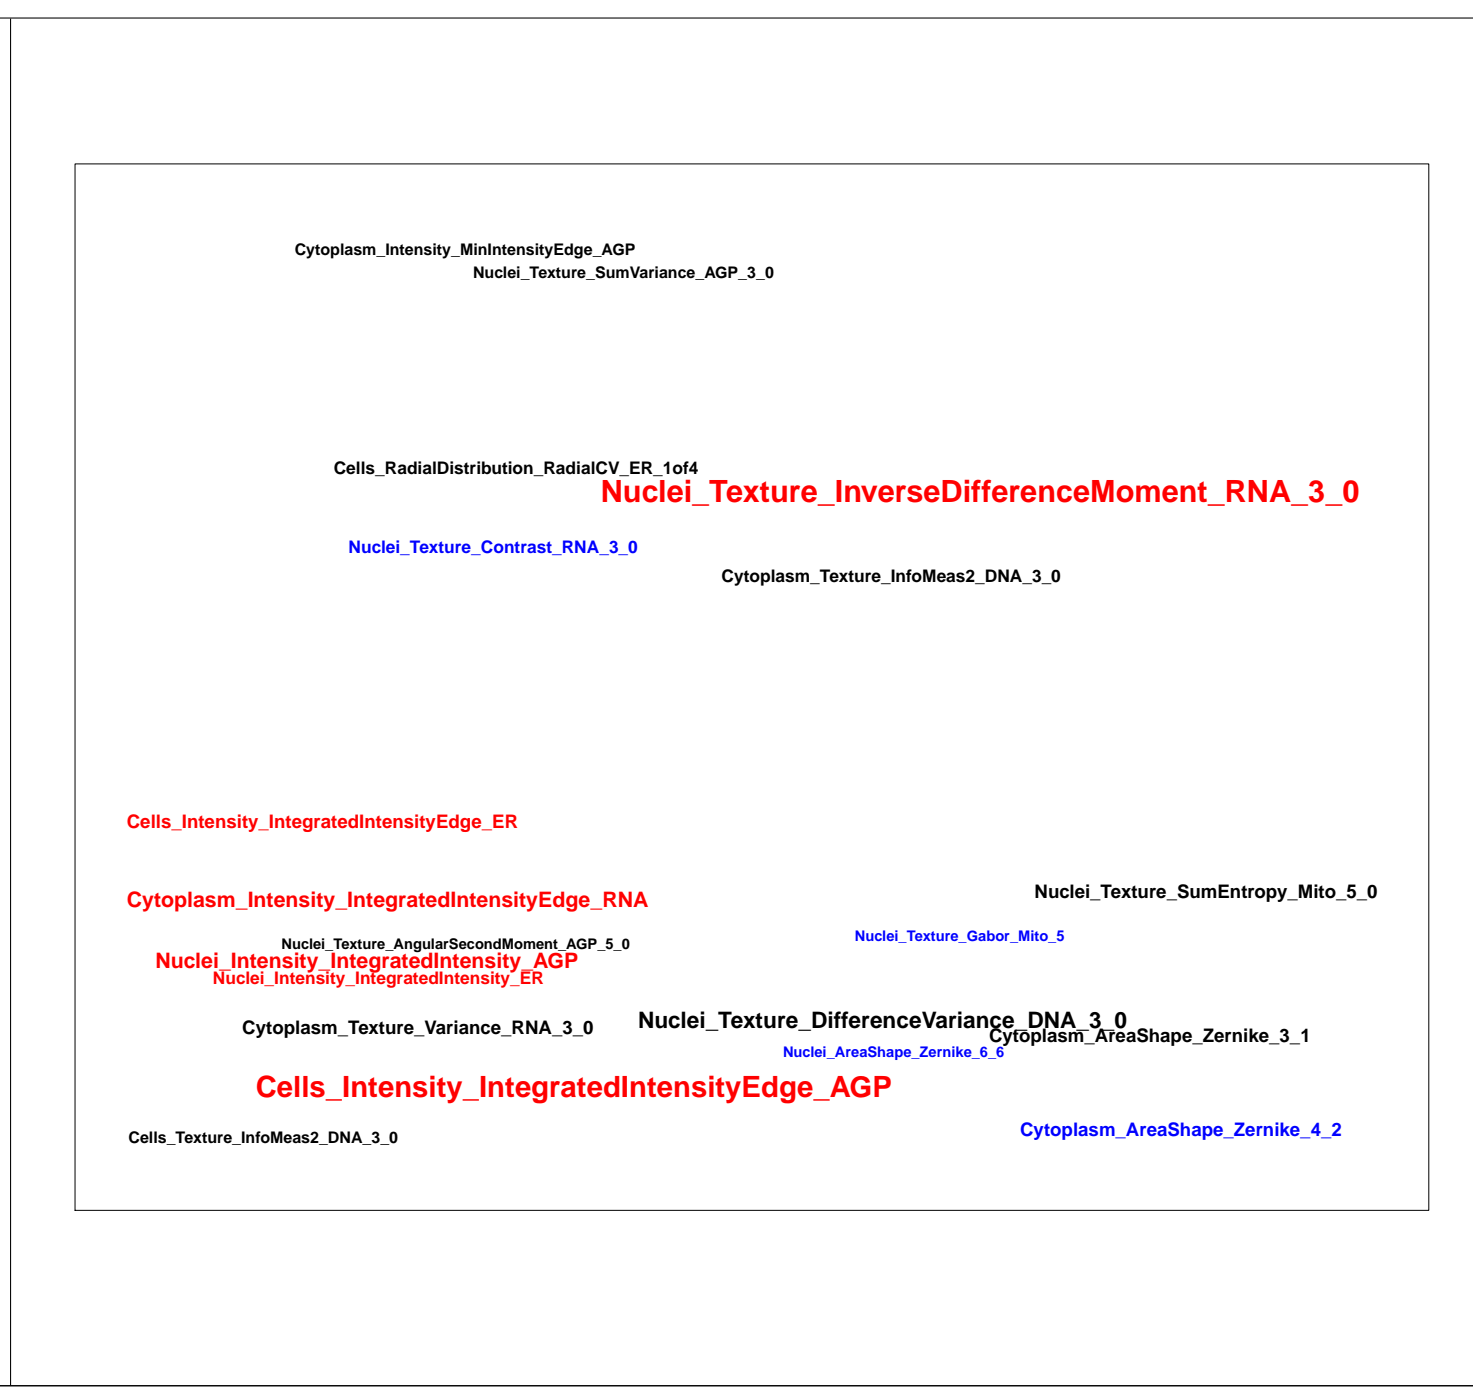 Cytoplasm_Intensity_MinIntensityEdge_AGP
Nuclei_Texture_SumVariance_AGP_3_0
Cells_RadialDistribution_RadialCV_ER_1of4
Nuclei_Texture_InverseDifferenceMoment_RNA_3_0
Nuclei_Texture_Contrast_RNA_3_0
Cytoplasm_Texture_InfoMeas2_DNA_3_0
Cells_Intensity_IntegratedIntensityEdge_ER
Nuclei_Texture_SumEntropy_Mito_5_0
Cytoplasm_Intensity_IntegratedIntensityEdge_RNA
Nuclei_Texture_Gabor_Mito_5
Nuclei_Texture_AngularSecondMoment_AGP_5_0
Nuclei_Intensity_IntegratedIntensity_AGP
Nuclei_Intensity_IntegratedIntensity_ER
Nuclei_Texture_DifferenceVariance_DNA_3_0
Cytoplasm_Texture_Variance_RNA_3_0
Cytoplasm_AreaShape_Zernike_3_1
Nuclei_AreaShape_Zernike_6_6
Cells_Intensity_IntegratedIntensityEdge_AGP
Cytoplasm_AreaShape_Zernike_4_2
Cells_Texture_InfoMeas2_DNA_3_0